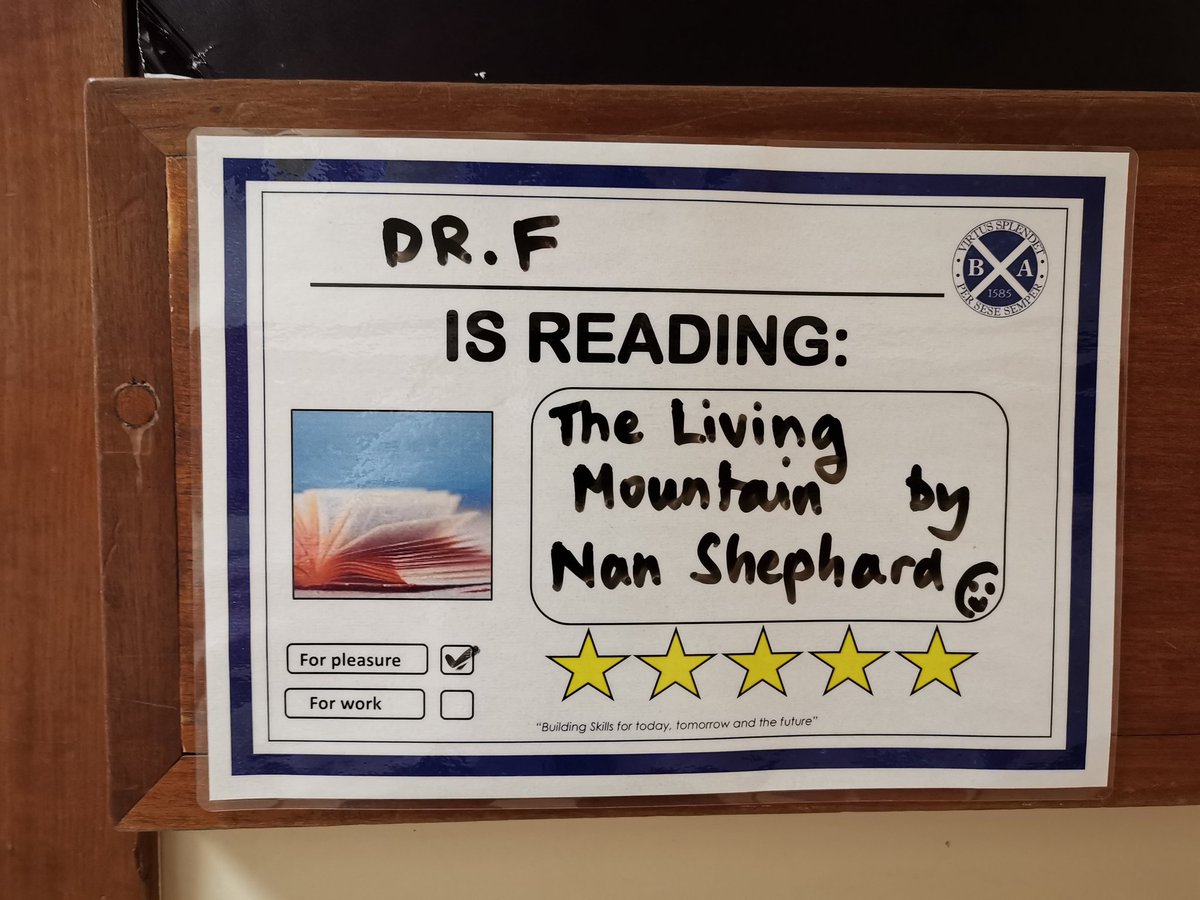 DR. F
VIRTUS SPLENDET
B A
1585
PER SESE SEMPER
IS READING:
The Living
Mountain by
Nan Shephard
For pleasure
For work
“Building Skills for today, tomorrow and the future”